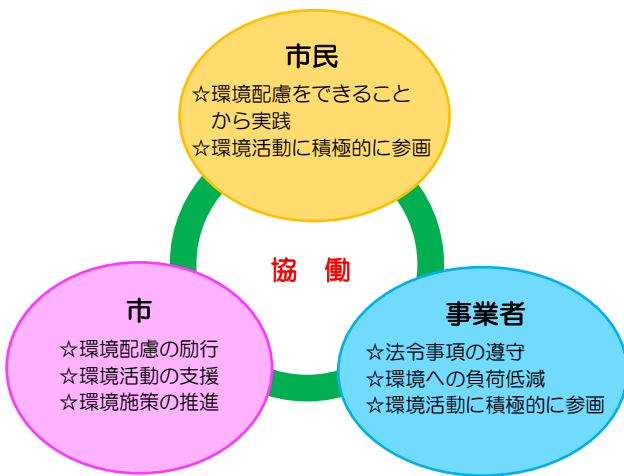 市民
☆環境配慮をできること
から実践
☆環境活動に積極的に参画
協　働
市
☆環境配慮の励行
☆環境活動の支援
☆環境施策の推進
事業者
☆法令事項の遵守
☆環境への負荷低減
☆環境活動に積極的に参画